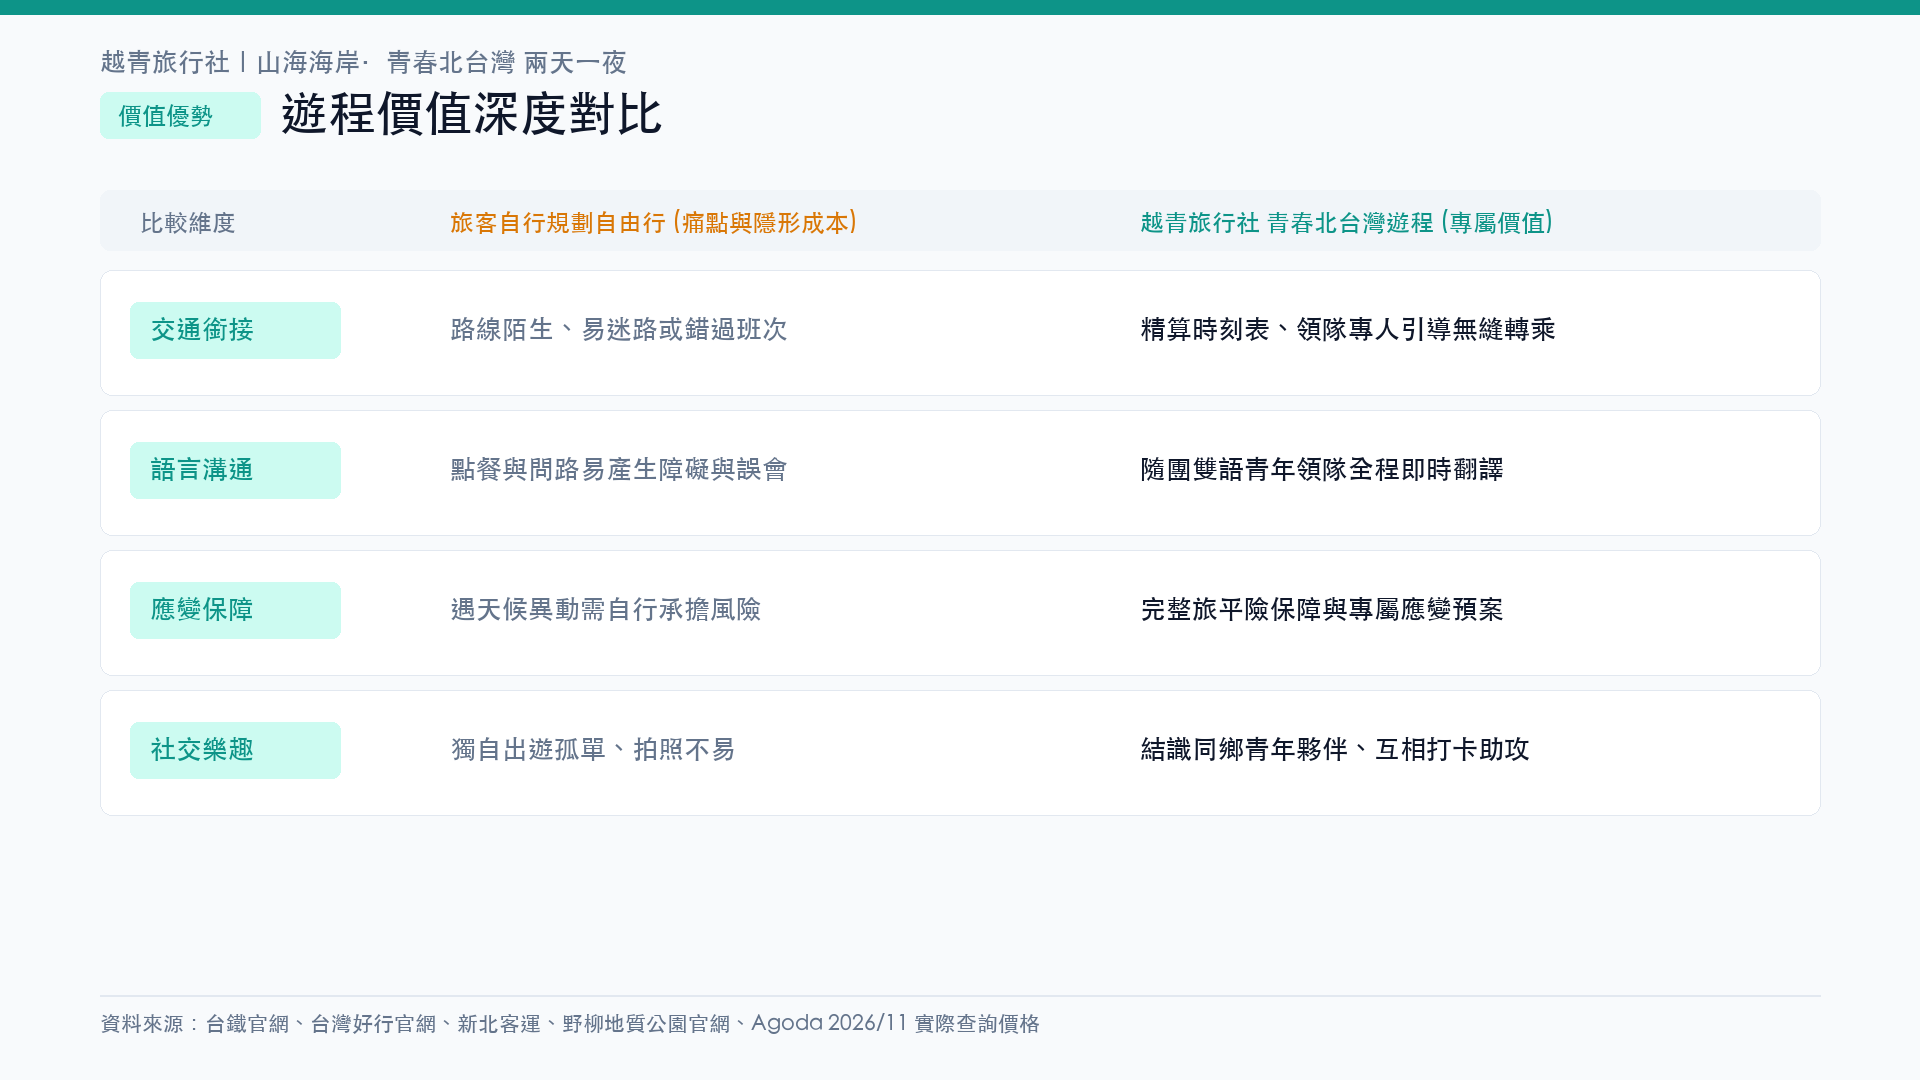 越青旅行社 | 山海海岸· 青春北台灣 兩天一夜
價值優勢 遊程價值深度對比
比較維度 旅客自行規劃自由行 (痛點與隱形成本) 越青旅行社 青春北台灣遊程 (專屬價值)
交通銜接 路線陌生、易迷路或錯過班次 精算時刻表、領隊專人引導無縫轉乘
語言溝通 點餐與問路易產生障礙與誤會 隨團雙語青年領隊全程即時翻譯
應變保障 遇天候異動需自行承擔風險 完整旅平險保障與專屬應變預案
社交樂趣 獨自出遊孤單、拍照不易 結識同鄉青年夥伴、互相打卡助攻
資料來源：台鐵官網、台灣好行官網、新北客運、野柳地質公園官網、Agoda 2026/11 實際查詢價格